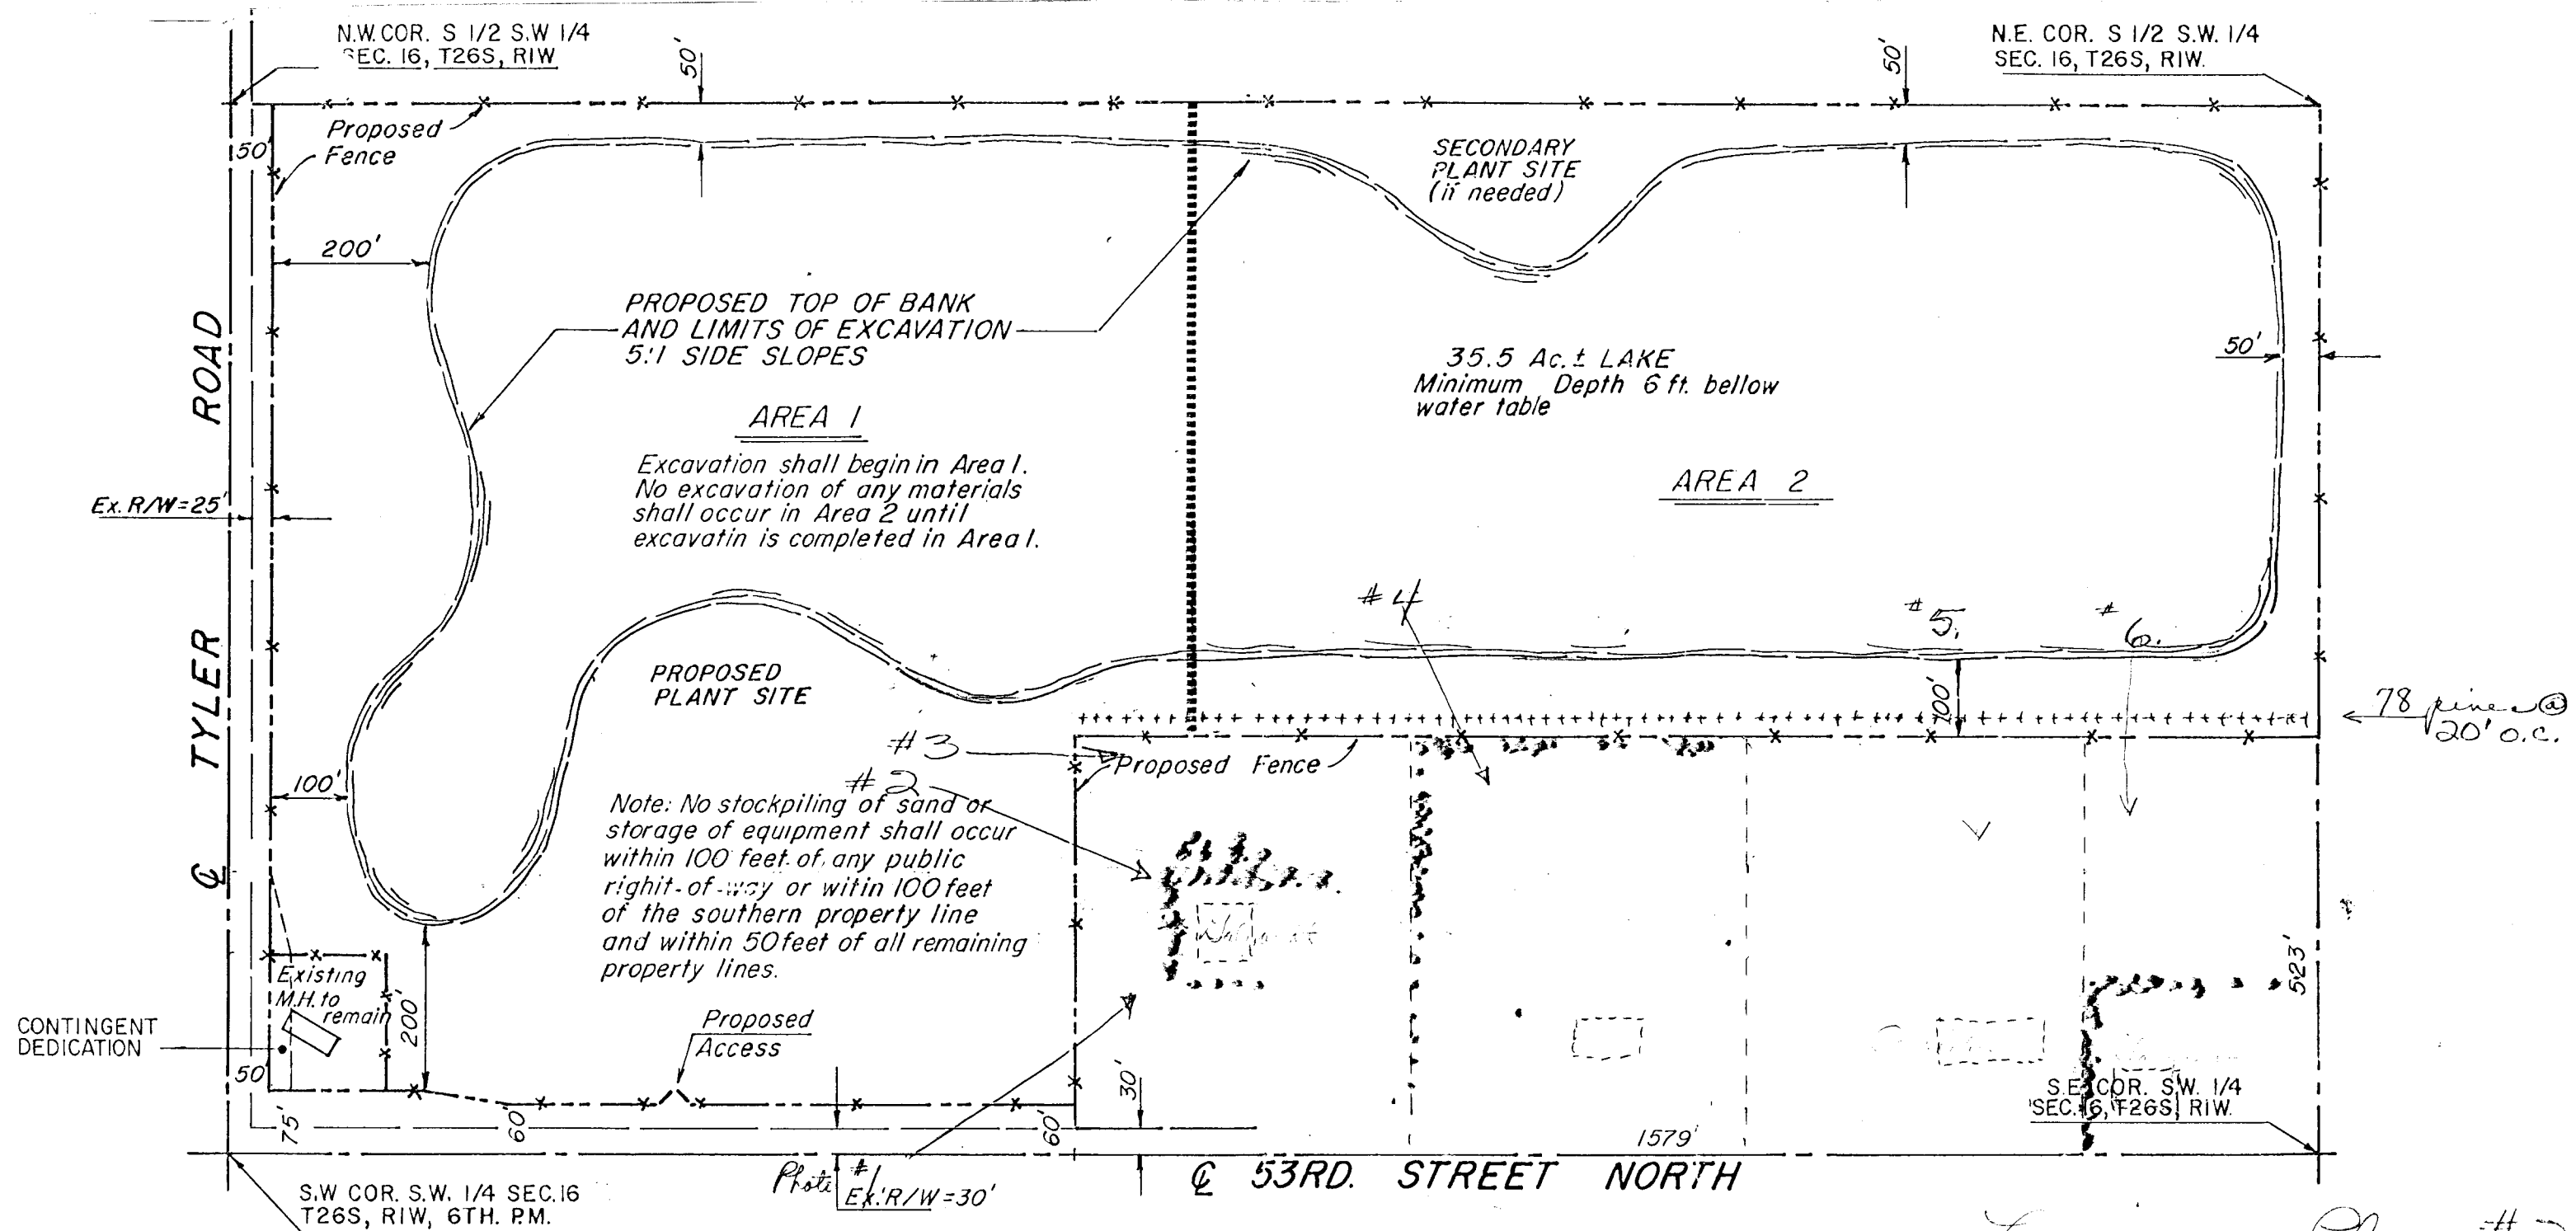 N.W. COR. S 1/2 S.W 1/4
SEC. 16, T26S, R1W
50'
50'
N.E. COR. S 1/2 S.W. 1/4
SEC. 16, T26S, R1W.
Proposed
Fence
50'
SECONDARY
PLANT SITE
(if needed)
200'
PROPOSED TOP OF BANK
AND LIMITS OF EXCAVATION
5:1 SIDE SLOPES
35.5 Ac.± LAKE
Minimum Depth 6 ft. bellow
water table
50'
AREA 1
Excavation shall begin in Area 1.
No excavation of any materials
shall occur in Area 2 until
excavatin is completed in Area 1.
AREA 2
Ex. R/W=25'
℄ TYLER ROAD
#4
#5.
#6.
PROPOSED
PLANT SITE
100'
78 pines @
20' o.c.
#3
Proposed Fence
#2
100'
Note: No stockpiling of sand or
storage of equipment shall occur
within 100 feet of any public
righit-of-way or witin 100 feet
of the southern property line
and within 50 feet of all remaining
property lines.
523'
Existing
M.H. to
remain
200'
CONTINGENT
DEDICATION
Proposed
Access
50'
30'
75'
60'
60'
S.E. COR. S.W. 1/4
SEC. 16, T26S, R1W.
1579'
℄ 53RD. STREET NORTH
Photo #1
Ex. R/W=30'
S.W COR. S.W. 1/4 SEC.16
T26S, R1W, 6TH. P.M.